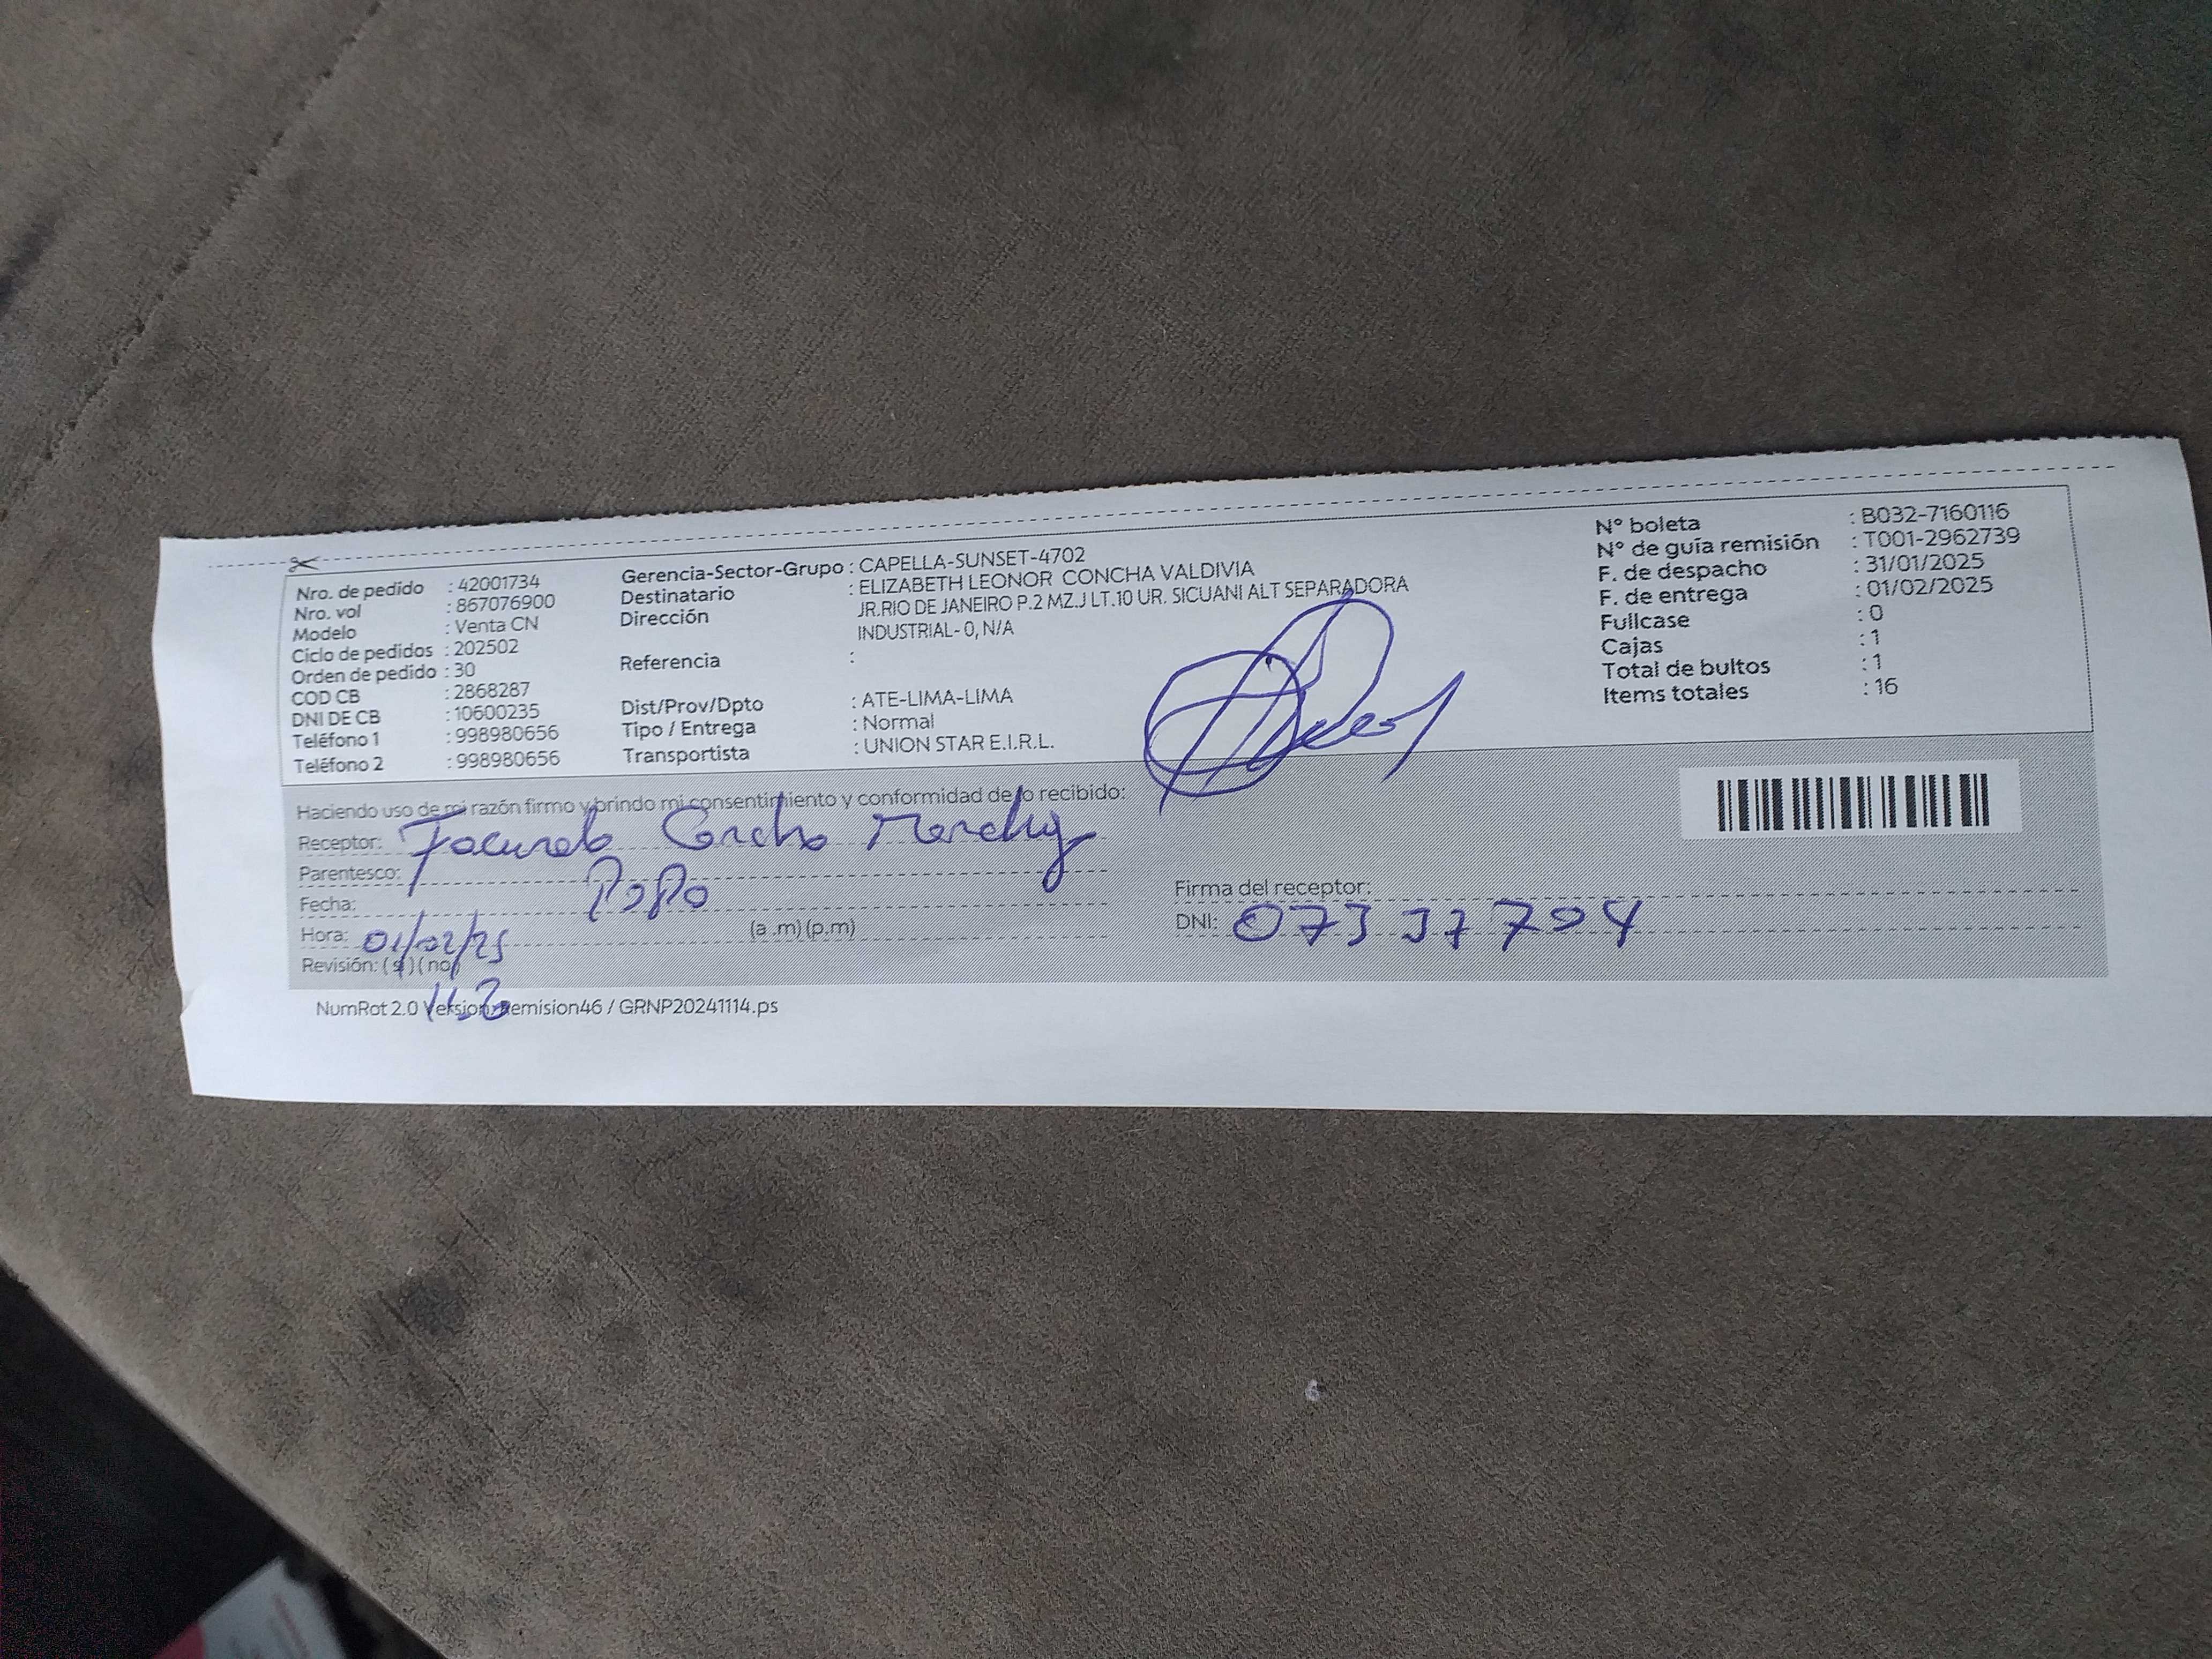 Nro. de pedido : 42001734
Nro. vol : 867076900
Modelo : Venta CN
Ciclo de pedidos : 202502
Orden de pedido : 30
COD CB : 2868287
DNI DE CB : 10600235
Teléfono 1 : 998980656
Teléfono 2 : 998980656
Gerencia-Sector-Grupo : CAPELLA-SUNSET-4702
Destinatario : ELIZABETH LEONOR CONCHA VALDIVIA
Dirección JR.RIO DE JANEIRO P.2 MZ.J LT.10 UR. SICUANI ALT SEPARADORA
INDUSTRIAL- 0, N/A
Referencia :
Dist/Prov/Dpto : ATE-LIMA-LIMA
Tipo / Entrega : Normal
Transportista : UNION STAR E.I.R.L.
N° boleta : B032-7160116
N° de guía remisión : T001-2962739
F. de despacho : 31/01/2025
F. de entrega : 01/02/2025
Fullcase : 0
Cajas : 1
Total de bultos : 1
Items totales : 16
Haciendo uso de mi razón firmo y brindo mi consentimiento y conformidad de lo recibido:
Receptor: Facundo Concha
Parentesco: Papa
Fecha:
Hora: 01/02/25 (a .m) (p.m)
Revisión: ( si ) ( no )
Firma del receptor:
DNI: 07337704
NumRot 2.0 Version: Remision46 / GRNP20241114.ps